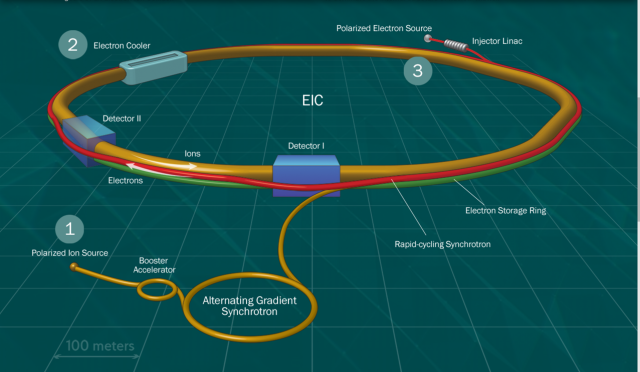 Polarized Electron Source
Injector Linac
2
Electron Cooler
3
EIC
Detector II
Detector I
Ions
Electrons
Electron Storage Ring
Rapid-cycling Synchrotron
1
Polarized Ion Source
Booster
Accelerator
Alternating Gradient
Synchrotron
100 meters